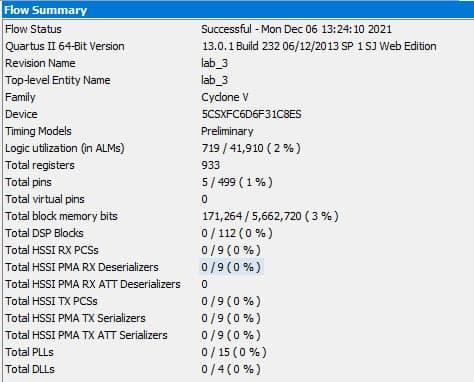 Flow Summary
Flow Status Successful - Mon Dec 06 13:24:10 2021
Quartus II 64-Bit Version 13.0.1 Build 232 06/12/2013 SP 1 SJ Web Edition
Revision Name lab_3
Top-level Entity Name lab_3
Family Cyclone V
Device 5CSXFC6D6F31C8ES
Timing Models Preliminary
Logic utilization (in ALMs) 719 / 41,910 ( 2 % )
Total registers 933
Total pins 5 / 499 ( 1 % )
Total virtual pins 0
Total block memory bits 171,264 / 5,662,720 ( 3 % )
Total DSP Blocks 0 / 112 ( 0 % )
Total HSSI RX PCSs 0 / 9 ( 0 % )
Total HSSI PMA RX Deserializers 0 / 9 ( 0 % )
Total HSSI PMA RX ATT Deserializers 0
Total HSSI TX PCSs 0 / 9 ( 0 % )
Total HSSI PMA TX Serializers 0 / 9 ( 0 % )
Total HSSI PMA TX ATT Serializers 0 / 9 ( 0 % )
Total PLLs 0 / 15 ( 0 % )
Total DLLs 0 / 4 ( 0 % )